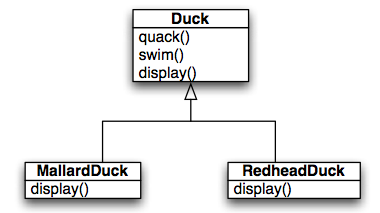 Duck
quack()
swim()
display()
MallardDuck
display()
RedheadDuck
display()